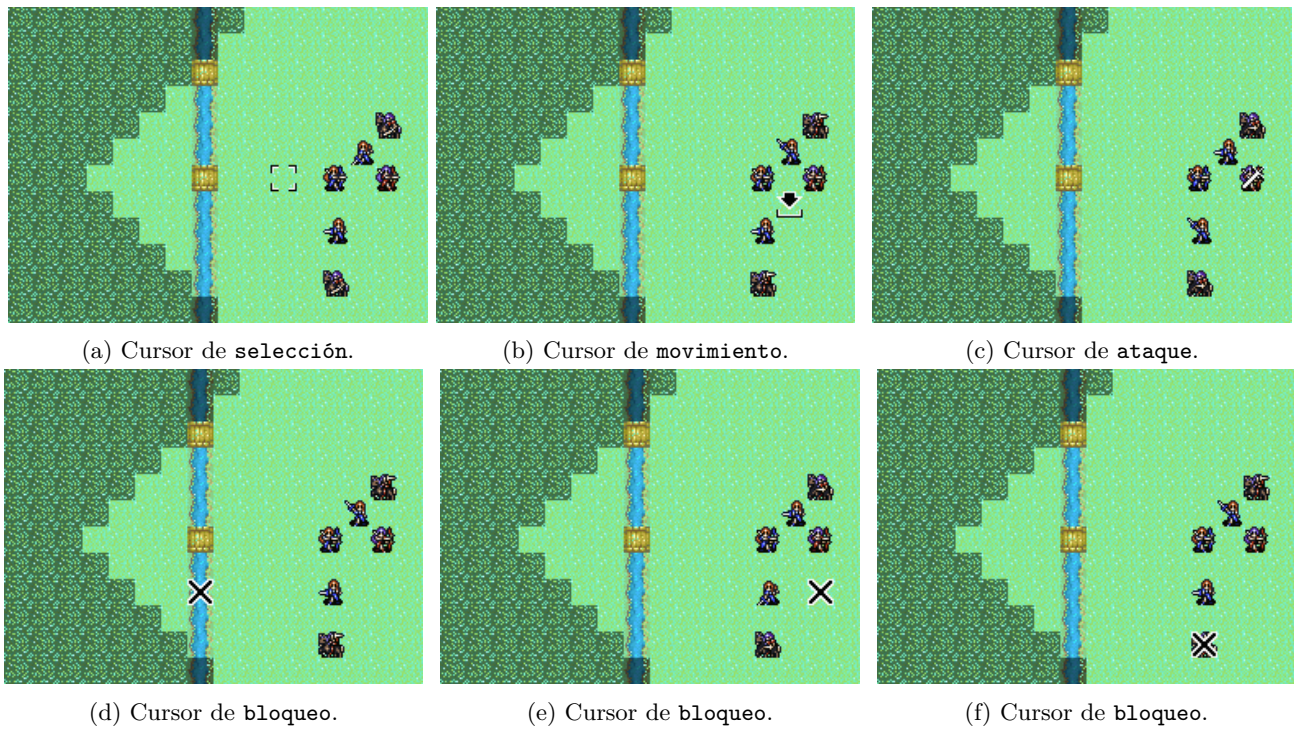 (a) Cursor de selección.
(b) Cursor de movimiento.
(c) Cursor de ataque.
(d) Cursor de bloqueo.
(e) Cursor de bloqueo.
(f) Cursor de bloqueo.